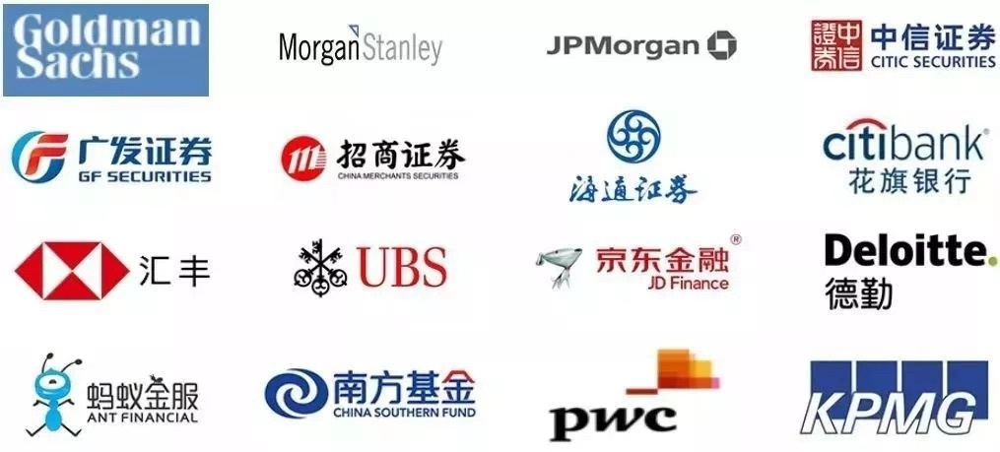 Goldman
Sachs
Morgan Stanley
JPMorgan
中信證券
中信证券
CITIC SECURITIES
广发证券
GF SECURITIES
招商证券
CHINA MERCHANTS SECURITIES
海通证券
citibank®
花旗银行
汇丰
UBS
京东金融®
JD Finance
Deloitte.
德勤
蚂蚁金服
ANT FINANCIAL
南方基金
CHINA SOUTHERN FUND
pwc
KPMG